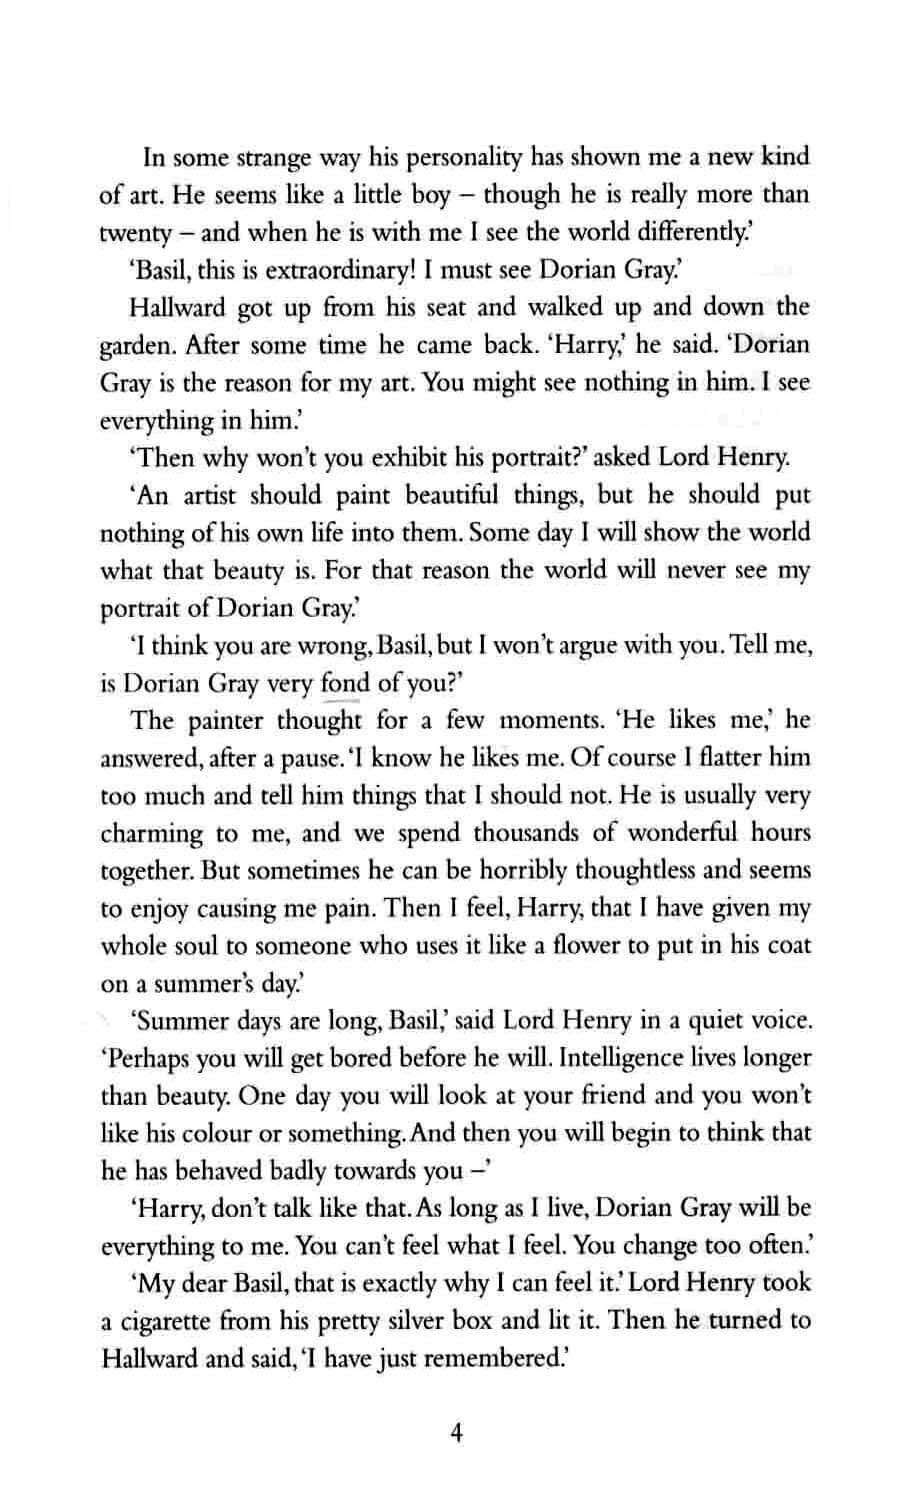 In some strange way his personality has shown me a new kind
of art. He seems like a little boy – though he is really more than
twenty – and when he is with me I see the world differently.’
‘Basil, this is extraordinary! I must see Dorian Gray.’
Hallward got up from his seat and walked up and down the
garden. After some time he came back. ‘Harry,’ he said. ‘Dorian
Gray is the reason for my art. You might see nothing in him. I see
everything in him.’
‘Then why won’t you exhibit his portrait?’ asked Lord Henry.
‘An artist should paint beautiful things, but he should put
nothing of his own life into them. Some day I will show the world
what that beauty is. For that reason the world will never see my
portrait of Dorian Gray.’
‘I think you are wrong, Basil, but I won’t argue with you. Tell me,
is Dorian Gray very fond of you?’
The painter thought for a few moments. ‘He likes me,’ he
answered, after a pause. ‘I know he likes me. Of course I flatter him
too much and tell him things that I should not. He is usually very
charming to me, and we spend thousands of wonderful hours
together. But sometimes he can be horribly thoughtless and seems
to enjoy causing me pain. Then I feel, Harry, that I have given my
whole soul to someone who uses it like a flower to put in his coat
on a summer’s day.’
‘Summer days are long, Basil,’ said Lord Henry in a quiet voice.
‘Perhaps you will get bored before he will. Intelligence lives longer
than beauty. One day you will look at your friend and you won’t
like his colour or something. And then you will begin to think that
he has behaved badly towards you –’
‘Harry, don’t talk like that. As long as I live, Dorian Gray will be
everything to me. You can’t feel what I feel. You change too often.’
‘My dear Basil, that is exactly why I can feel it.’ Lord Henry took
a cigarette from his pretty silver box and lit it. Then he turned to
Hallward and said, ‘I have just remembered.’
4